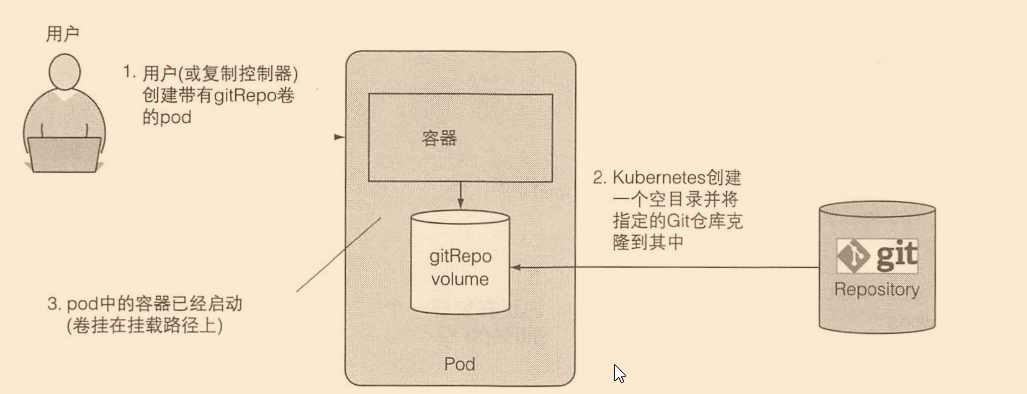 用户
1. 用户(或复制控制器)
创建带有gitRepo卷
的pod
容器
2. Kubernetes创建
一个空目录并将
指定的Git仓库克
隆到其中
gitRepo
volume
git
Repository
3. pod中的容器已经启动
(卷挂在挂载路径上)
Pod